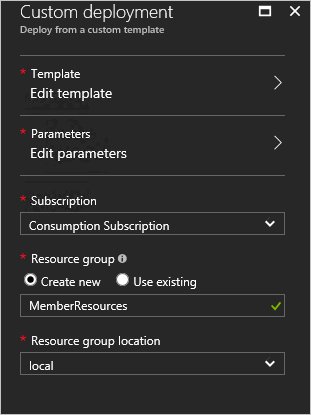 Custom deployment
Deploy from a custom template
* Template
Edit template
* Parameters
Edit parameters
* Subscription
Consumption Subscription
* Resource group
Create new Use existing
MemberResources
* Resource group location
local